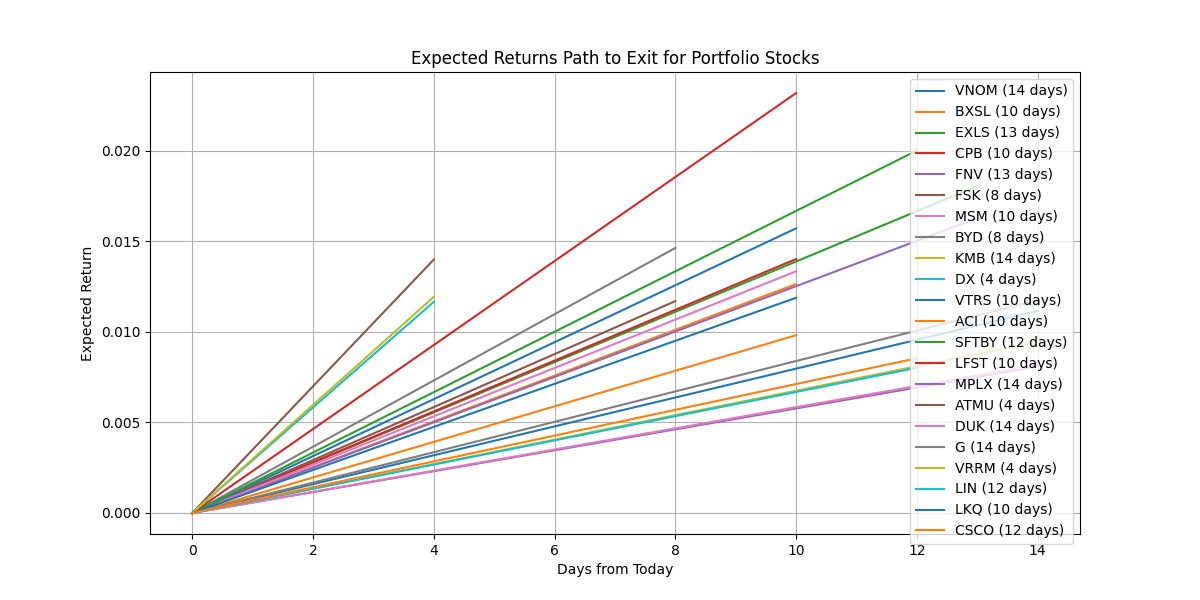 Expected Returns Path to Exit for Portfolio Stocks
Expected Return
0.020
0.015
0.010
0.005
0.000
VNOM (14 days)
BXSL (10 days)
EXLS (13 days)
CPB (10 days)
FNV (13 days)
FSK (8 days)
MSM (10 days)
BYD (8 days)
KMB (14 days)
DX (4 days)
VTRS (10 days)
ACI (10 days)
SFTBY (12 days)
LFST (10 days)
MPLX (14 days)
ATMU (4 days)
DUK (14 days)
G (14 days)
VRRM (4 days)
LIN (12 days)
LKQ (10 days)
CSCO (12 days)
0 2 4 6 8 10 12 14
Days from Today